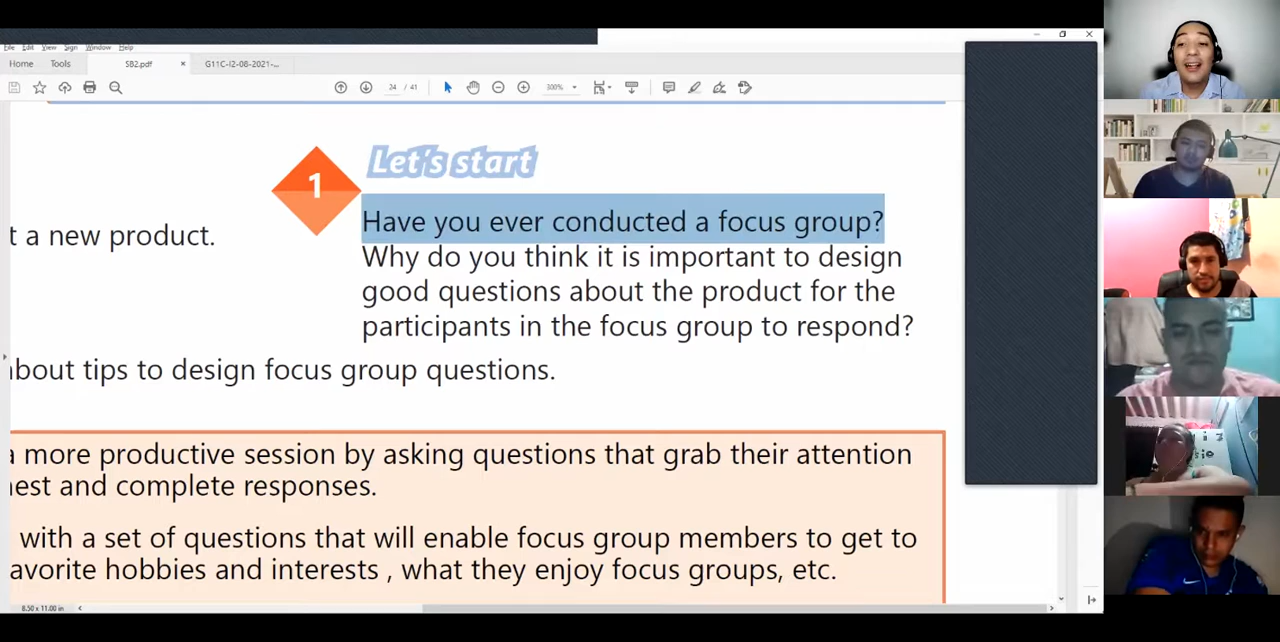 File Edit View Sign Window Help
Home Tools SB2.pdf × G11C-I2-08-2021-...
24 / 41 300%
Let's start
1
Have you ever conducted a focus group?
t a new product.
Why do you think it is important to design
good questions about the product for the
participants in the focus group to respond?
about tips to design focus group questions.
a more productive session by asking questions that grab their attention
nest and complete responses.
with a set of questions that will enable focus group members to get to
avorite hobbies and interests , what they enjoy focus groups, etc.
8.50 x 11.00 in